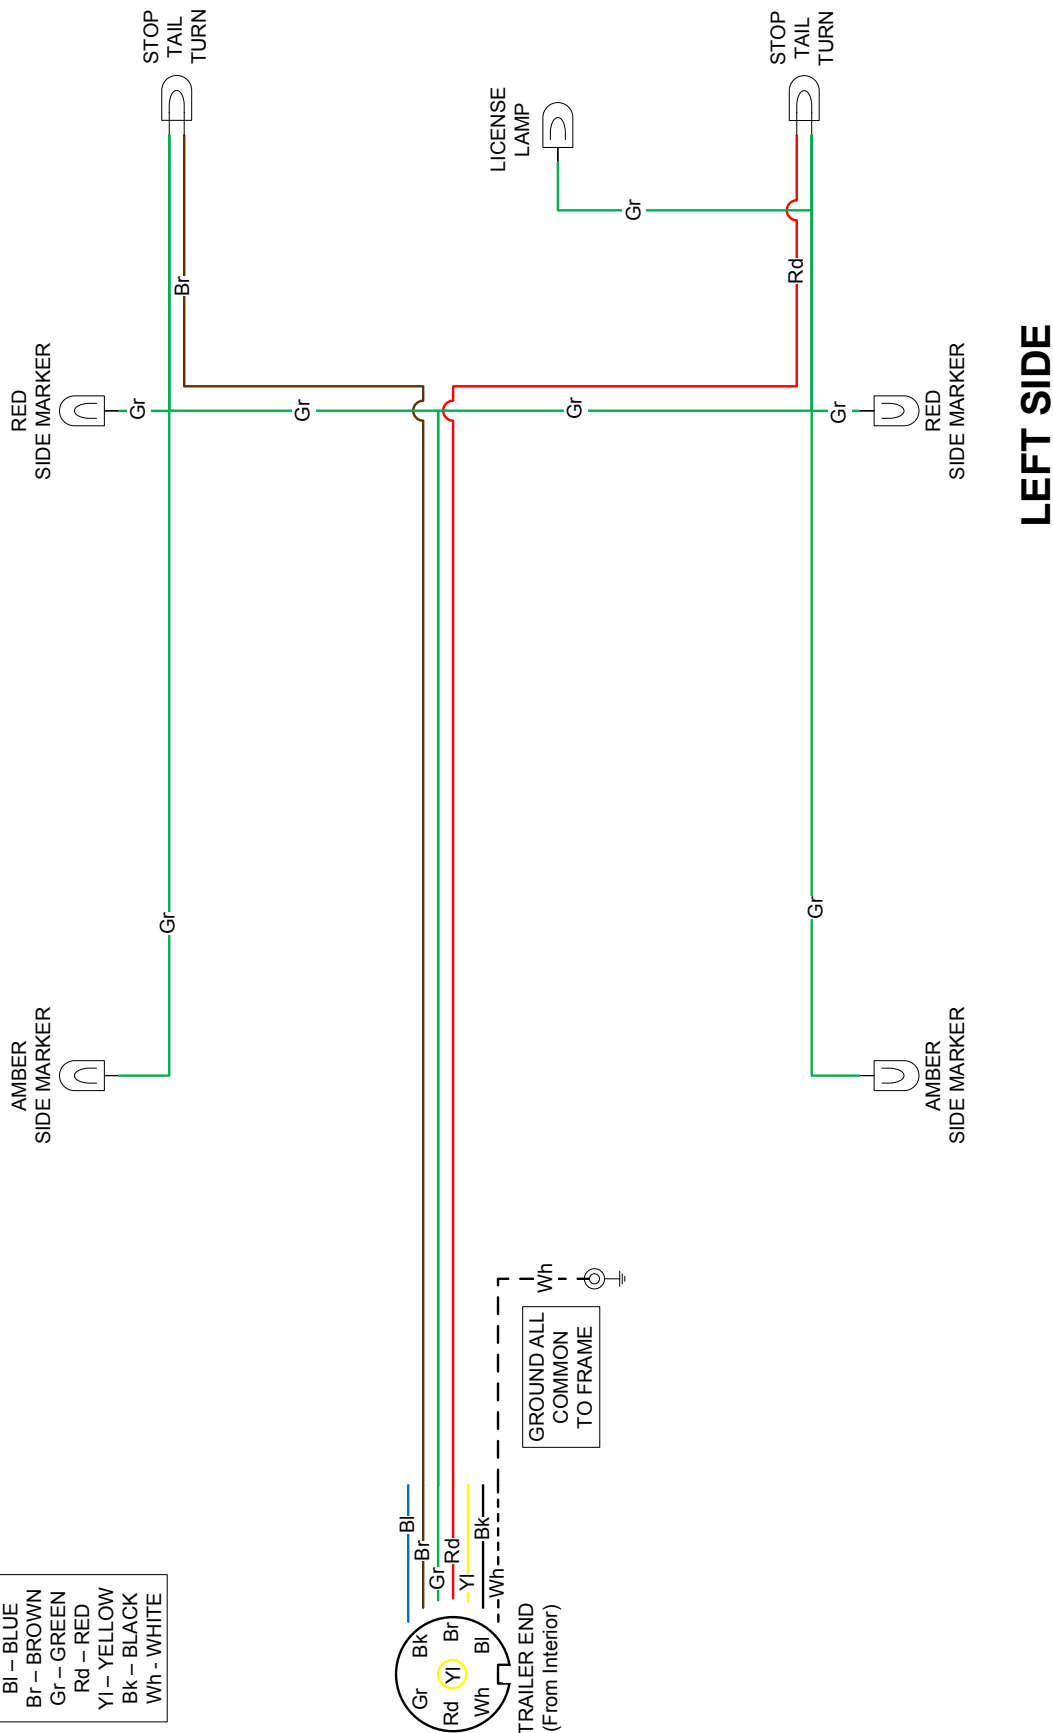 Bl – BLUE
Br – BROWN
Gr – GREEN
Rd – RED
Yl – YELLOW
Bk – BLACK
Wh - WHITE
AMBER
SIDE MARKER
RED
SIDE MARKER
STOP
TAIL
TURN
Gr
Gr
Br
Gr
LICENSE
LAMP
Gr
Gr
Rd
STOP
TAIL
TURN
Gr
Gr
RED
SIDE MARKER
AMBER
SIDE MARKER
LEFT SIDE
Bl
Br
Gr
Rd
Yl
Bk
Wh
Wh
GROUND ALL
COMMON
TO FRAME
Gr
Bk
Rd
Yl
Br
Wh
Bl
TRAILER END
(From Interior)